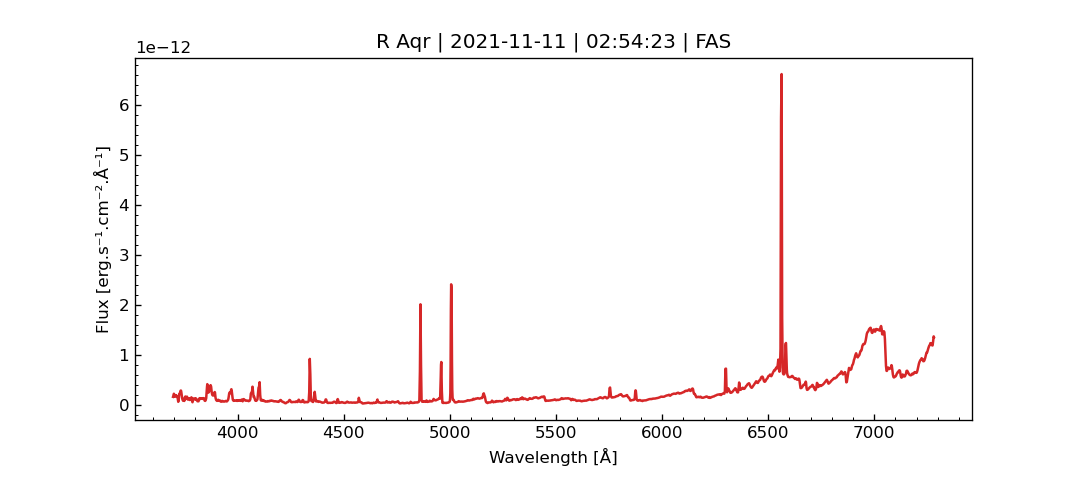 R Aqr | 2021-11-11 | 02:54:23 | FAS
1e−12
6
5
4
3
2
1
0
Flux [erg.s⁻¹.cm⁻².Å⁻¹]
4000 4500 5000 5500 6000 6500 7000
Wavelength [Å]